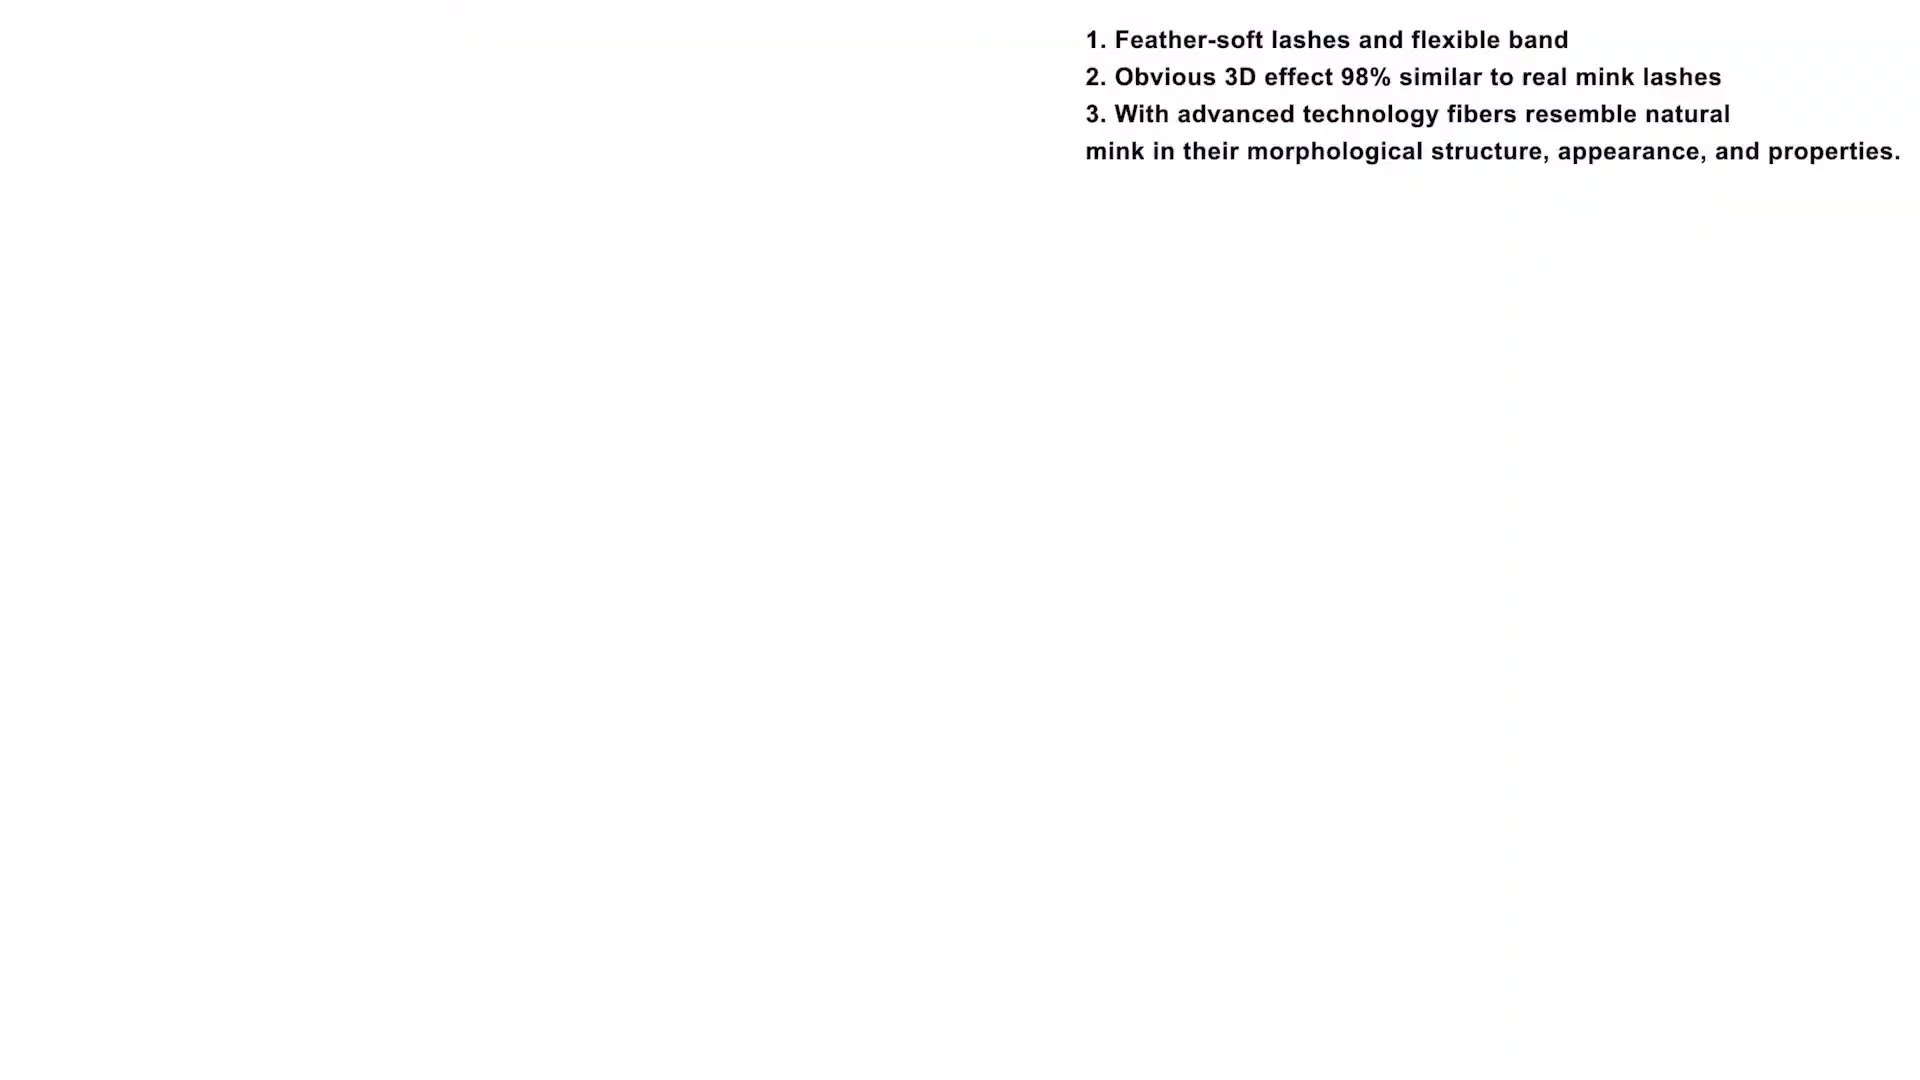 1. Feather-soft lashes and flexible band
2. Obvious 3D effect 98% similar to real mink lashes
3. With advanced technology fibers resemble natural
mink in their morphological structure, appearance, and properties.